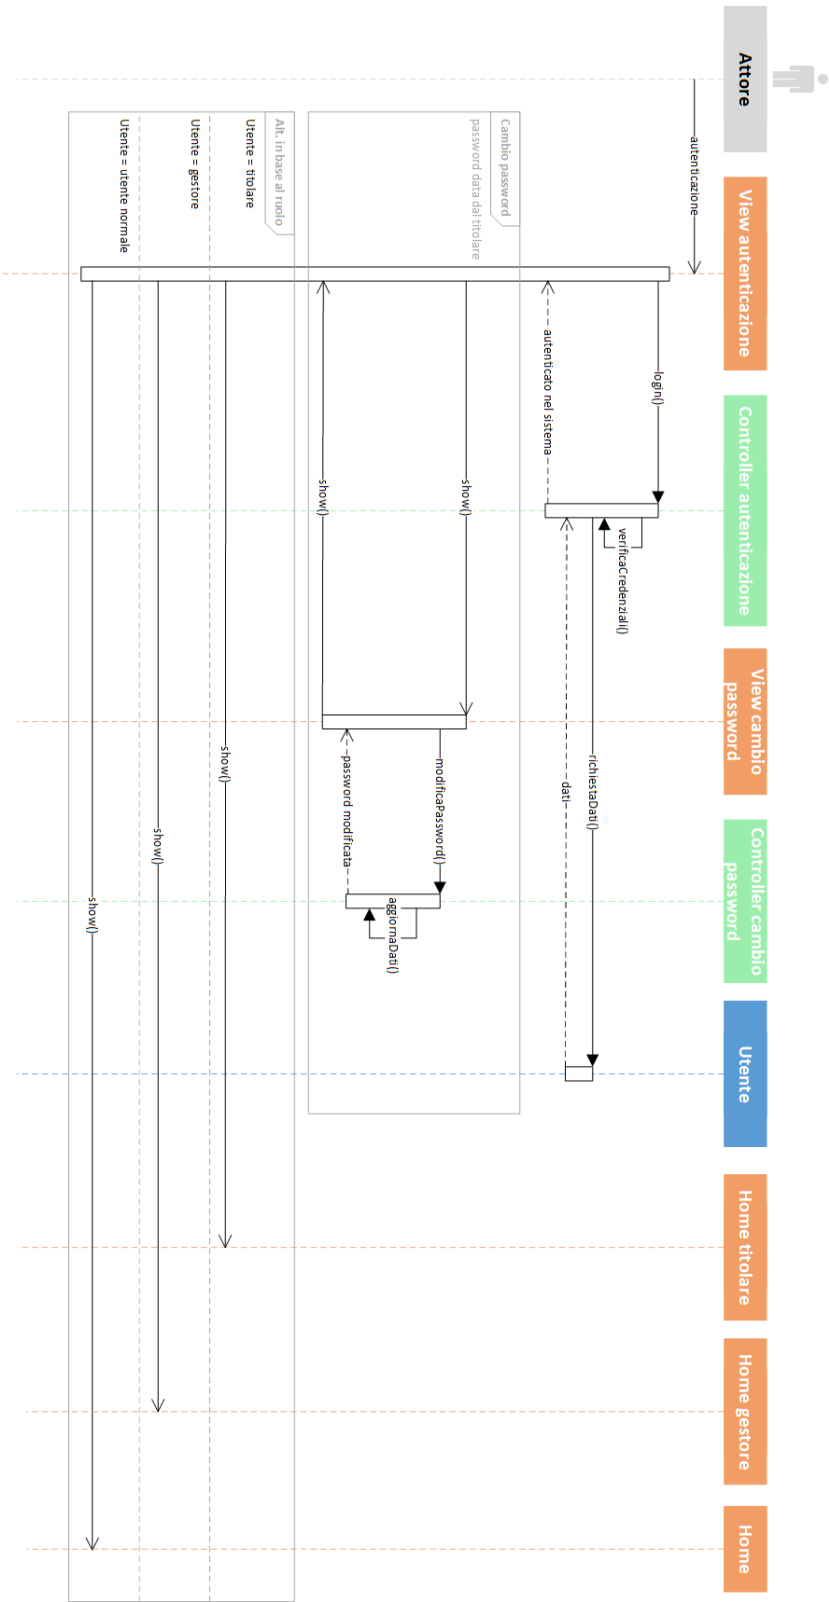 Attore
View autenticazione
Controller autenticazione
View cambio
password
Controller cambio
password
Utente
Home titolare
Home gestore
Home
autenticazione
login()
verificaCredenziali()
richiestaDati()
dati
autenticato nel sistema
Cambio password
password data dal titolare
show()
modificaPassword()
aggiornaDati()
password modificata
show()
Alt. in base al ruolo
Utente = titolare
show()
Utente = gestore
show()
Utente = utente normale
show()